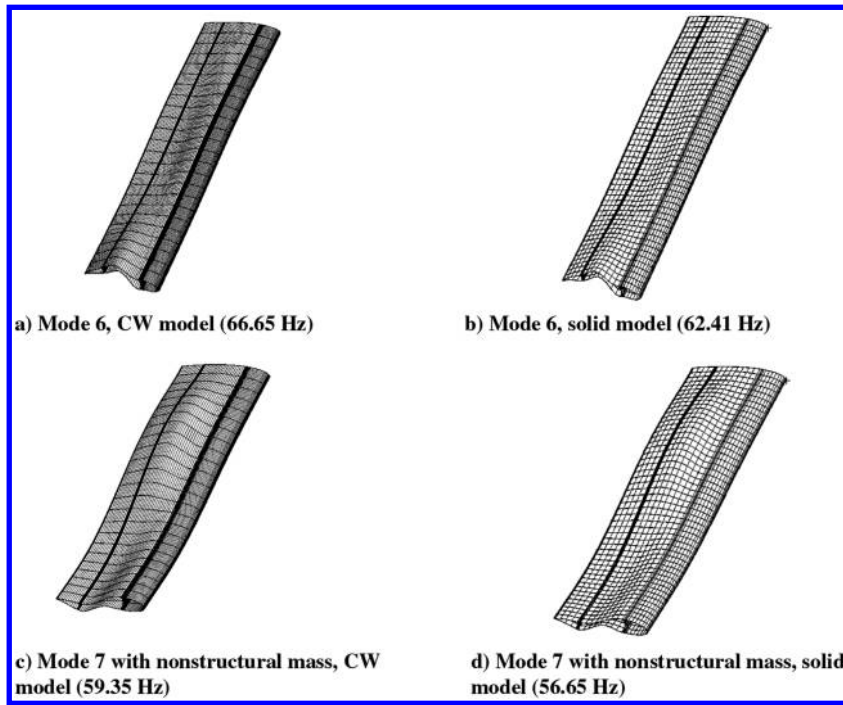 a) Mode 6, CW model (66.65 Hz)
b) Mode 6, solid model (62.41 Hz)
c) Mode 7 with nonstructural mass, CW
model (59.35 Hz)
d) Mode 7 with nonstructural mass, solid
model (56.65 Hz)